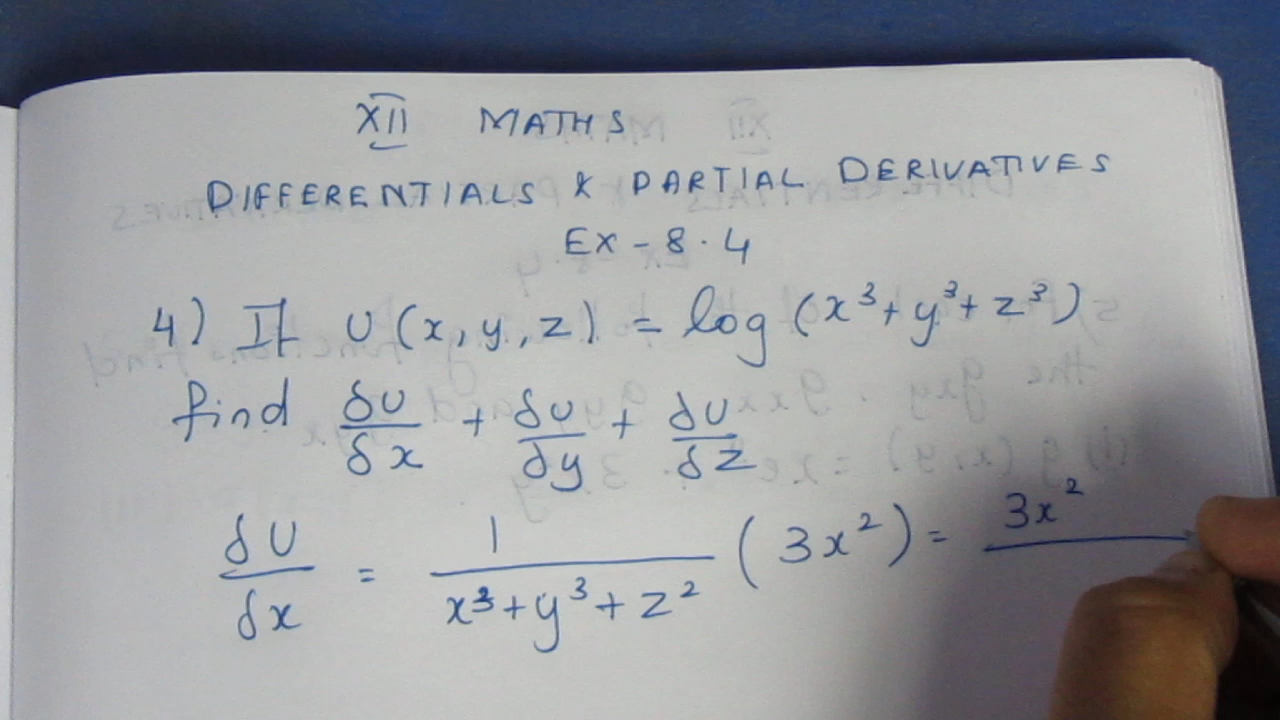 XII MATHS
DIFFERENTIALS & PARTIAL DERIVATIVES
EX - 8.4
4) If U(x, y, z) = log (x³ + y³ + z³)
find δU/δx + δU/δy + δU/δz
δU/δx = 1/(x³ + y³ + z²) (3x²) = 3x²